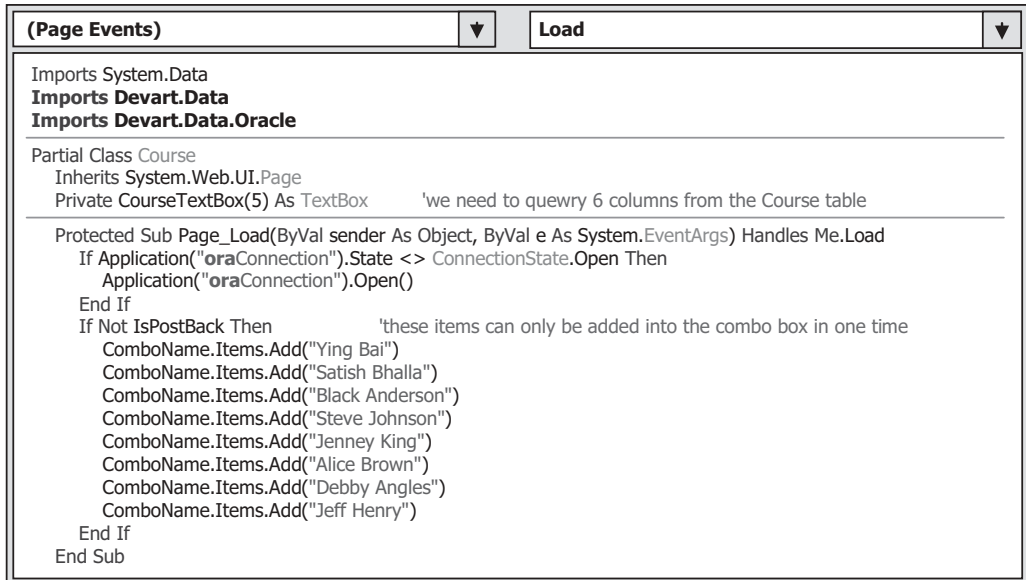 (Page Events) Load
Imports System.Data
Imports Devart.Data
Imports Devart.Data.Oracle
Partial Class Course
Inherits System.Web.UI.Page
Private CourseTextBox(5) As TextBox 'we need to quewry 6 columns from the Course table
Protected Sub Page_Load(ByVal sender As Object, ByVal e As System.EventArgs) Handles Me.Load
If Application("oraConnection").State <> ConnectionState.Open Then
Application("oraConnection").Open()
End If
If Not IsPostBack Then 'these items can only be added into the combo box in one time
ComboName.Items.Add("Ying Bai")
ComboName.Items.Add("Satish Bhalla")
ComboName.Items.Add("Black Anderson")
ComboName.Items.Add("Steve Johnson")
ComboName.Items.Add("Jenney King")
ComboName.Items.Add("Alice Brown")
ComboName.Items.Add("Debby Angles")
ComboName.Items.Add("Jeff Henry")
End If
End Sub